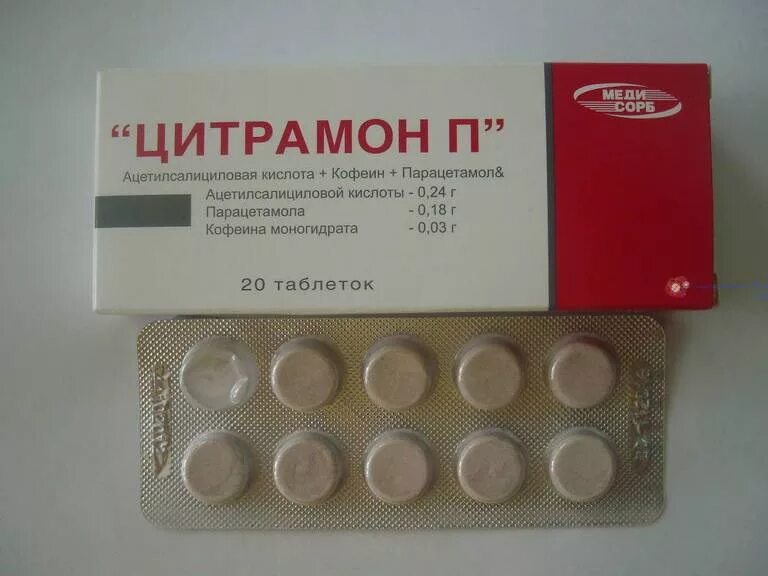 МЕДИ
СОРБ
“ЦИТРАМОН П”
Ацетилсалициловая кислота + Кофеин + Парацетамол&
Ацетилсалициловой кислоты - 0,24 г
Парацетамола - 0,18 г
Кофеина моногидрата - 0,03 г
20 таблеток